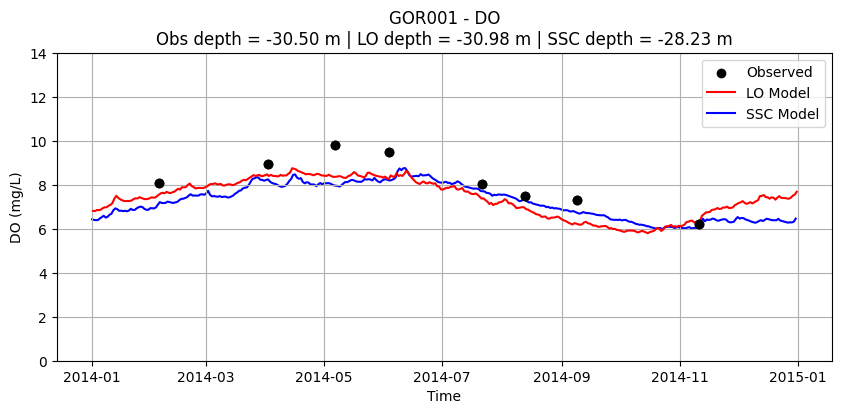 GOR001 - DO
Obs depth = -30.50 m | LO depth = -30.98 m | SSC depth = -28.23 m
14
12
10
8
6
4
2
0
DO (mg/L)
Observed
LO Model
SSC Model
2014-01
2014-03
2014-05
2014-07
2014-09
2014-11
2015-01
Time